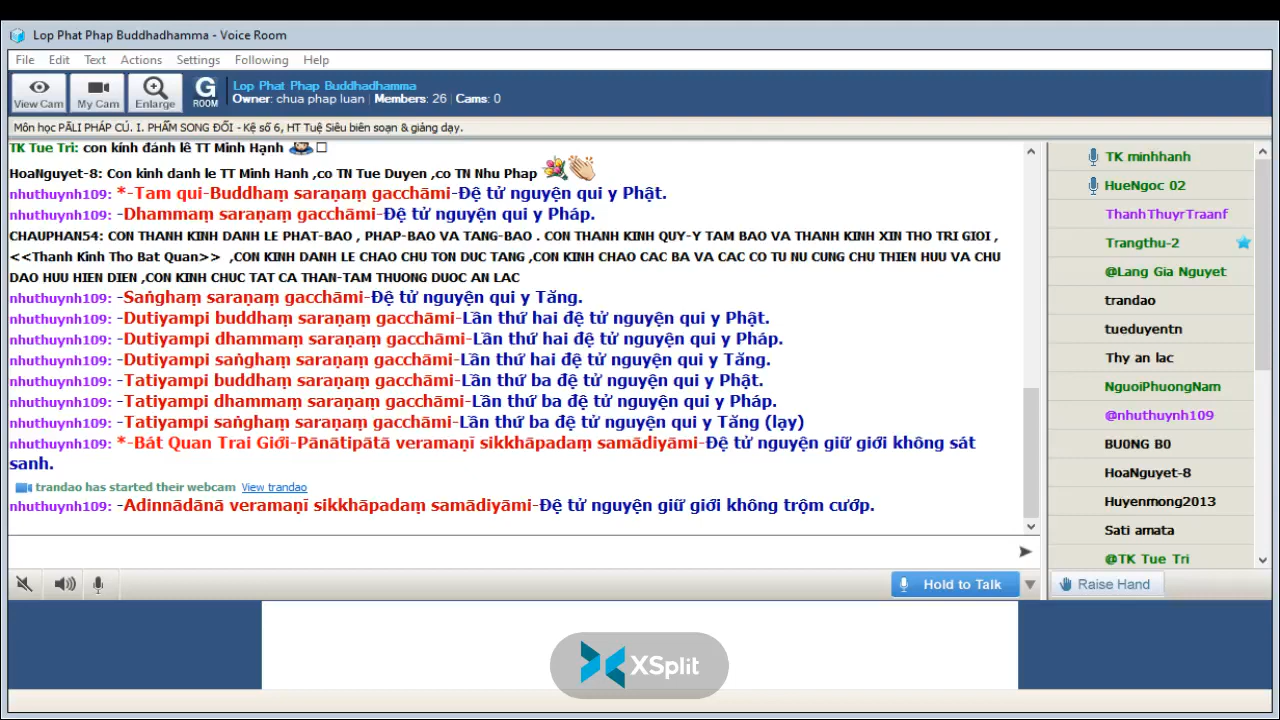 Lop Phat Phap Buddhadhamma - Voice Room
File Edit Text Actions Settings Following Help
View Cam My Cam Enlarge G ROOM
Lop Phat Phap Buddhadhamma
Owner: chua phap luan | Members: 26 | Cams: 0
Môn học PĀLI PHÁP CÚ. I. PHẨM SONG ĐỐI - Kệ số 6, HT Tuệ Siêu biên soạn & giảng dạy.
TK Tue Tri: con kính đảnh lễ TT Minh Hạnh
HoaNguyet-8: Con kinh danh le TT Minh Hanh ,co TN Tue Duyen ,co TN Nhu Phap
nhuthuynh109: *-Tam qui-Buddhaṃ saraṇaṃ gacchāmi-Đệ tử nguyện qui y Phật.
nhuthuynh109: -Dhammaṃ saraṇaṃ gacchāmi-Đệ tử nguyện qui y Pháp.
CHAUPHAN54: CON THANH KINH DANH LE PHAT-BAO , PHAP-BAO VA TANG-BAO . CON THANH KINH QUY-Y TAM BAO VA THANH KINH XIN THO TRI GIOI ,
<<Thanh Kinh Tho Bat Quan>> ,CON KINH DANH LE CHAO CHU TON DUC TANG ,CON KINH CHAO CAC BA VA CAC CO TU NU CUNG CHU THIEN HUU VA CHU
DAO HUU HIEN DIEN ,CON KINH CHUC TAT CA THAN-TAM THUONG DUOC AN LAC
nhuthuynh109: -Saṅghaṃ saraṇaṃ gacchāmi-Đệ tử nguyện qui y Tăng.
nhuthuynh109: -Dutiyampi buddhaṃ saraṇaṃ gacchāmi-Lần thứ hai đệ tử nguyện qui y Phật.
nhuthuynh109: -Dutiyampi dhammaṃ saraṇaṃ gacchāmi-Lần thứ hai đệ tử nguyện qui y Pháp.
nhuthuynh109: -Dutiyampi saṅghaṃ saraṇaṃ gacchāmi-Lần thứ hai đệ tử nguyện qui y Tăng.
nhuthuynh109: -Tatiyampi buddhaṃ saraṇaṃ gacchāmi-Lần thứ ba đệ tử nguyện qui y Phật.
nhuthuynh109: -Tatiyampi dhammaṃ saraṇaṃ gacchāmi-Lần thứ ba đệ tử nguyện qui y Pháp.
nhuthuynh109: -Tatiyampi saṅghaṃ saraṇaṃ gacchāmi-Lần thứ ba đệ tử nguyện qui y Tăng (lạy)
nhuthuynh109: *-Bát Quan Trai Giới-Pānātipātā veramaṇī sikkhāpadaṃ samādiyāmi-Đệ tử nguyện giữ giới không sát
sanh.
trandao has started their webcam View trandao
nhuthuynh109: -Adinnādānā veramaṇī sikkhāpadaṃ samādiyāmi-Đệ tử nguyện giữ giới không trộm cướp.
TK minhhanh
HueNgoc 02
ThanhThuyrTraanf
Trangthu-2
@Lang Gia Nguyet
trandao
tueduyentn
Thy an lac
NguoiPhuongNam
@nhuthuynh109
BU0NG B0
HoaNguyet-8
Huyenmong2013
Sati amata
@TK Tue Tri
Hold to Talk
Raise Hand
XSplit